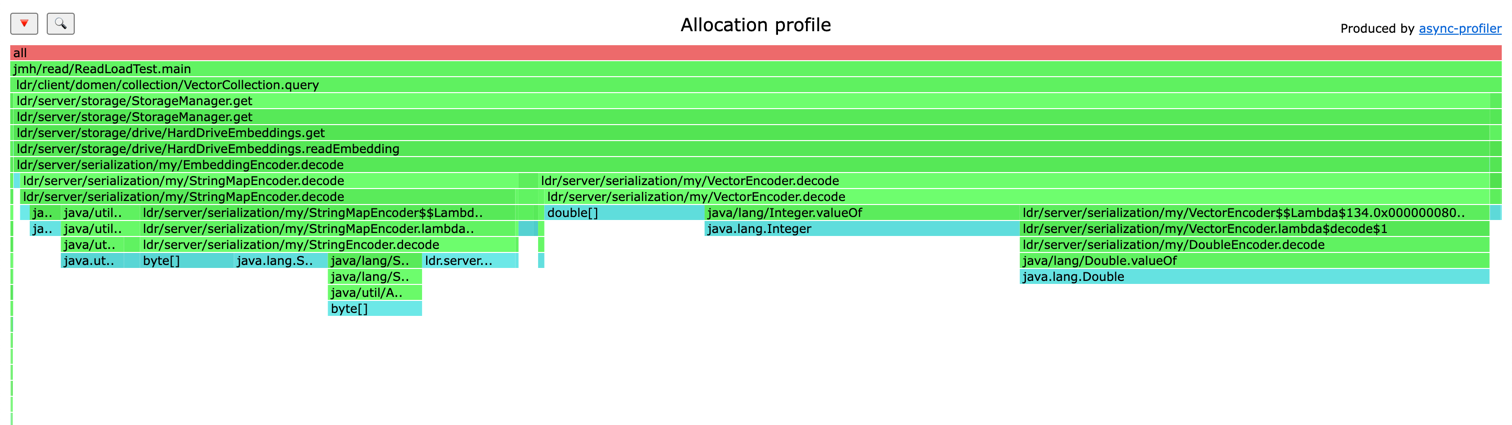 Allocation profile
Produced by async-profiler
all
jmh/read/ReadLoadTest.main
ldr/client/domen/collection/VectorCollection.query
ldr/server/storage/StorageManager.get
ldr/server/storage/StorageManager.get
ldr/server/storage/drive/HardDriveEmbeddings.get
ldr/server/storage/drive/HardDriveEmbeddings.readEmbedding
ldr/server/serialization/my/EmbeddingEncoder.decode
ldr/server/serialization/my/StringMapEncoder.decode ldr/server/serialization/my/VectorEncoder.decode
ldr/server/serialization/my/StringMapEncoder.decode ldr/server/serialization/my/VectorEncoder.decode
ja.. java/util.. ldr/server/serialization/my/StringMapEncoder$$Lambd.. double[] java/lang/Integer.valueOf ldr/server/serialization/my/VectorEncoder$$Lambda$134.0x000000080..
ja.. java/util.. ldr/server/serialization/my/StringMapEncoder.lambda.. java.lang.Integer ldr/server/serialization/my/VectorEncoder.lambda$decode$1
java/ut.. ldr/server/serialization/my/StringEncoder.decode ldr/server/serialization/my/DoubleEncoder.decode
java.ut.. byte[] java.lang.S.. java/lang/S.. ldr.server... java/lang/Double.valueOf
java/lang/S.. java.lang.Double
java/util/A..
byte[]